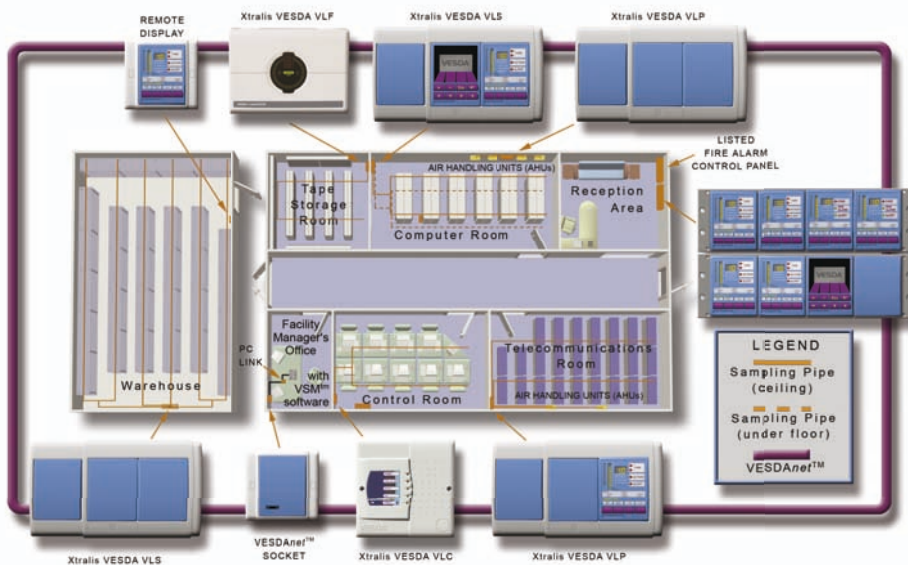 REMOTE
DISPLAY
Xtralis VESDA VLF
Xtralis VESDA VLS
Xtralis VESDA VLP
VESDA
LISTED
FIRE ALARM
CONTROL PANEL
AIR HANDLING UNITS (AHUs)
Tape
Storage
Room
Computer Room
Reception
Area
VESDA
Warehouse
PC
LINK
Facility
Manager's
Office
with
VSM™
software
Control Room
Telecommunications
Room
AIR HANDLING UNITS (AHUs)
LEGEND
Sampling Pipe
(ceiling)
Sampling Pipe
(under floor)
VESDAnet™
Xtralis VESDA VLS
VESDAnet™
SOCKET
Xtralis VESDA VLC
Xtralis VESDA VLP